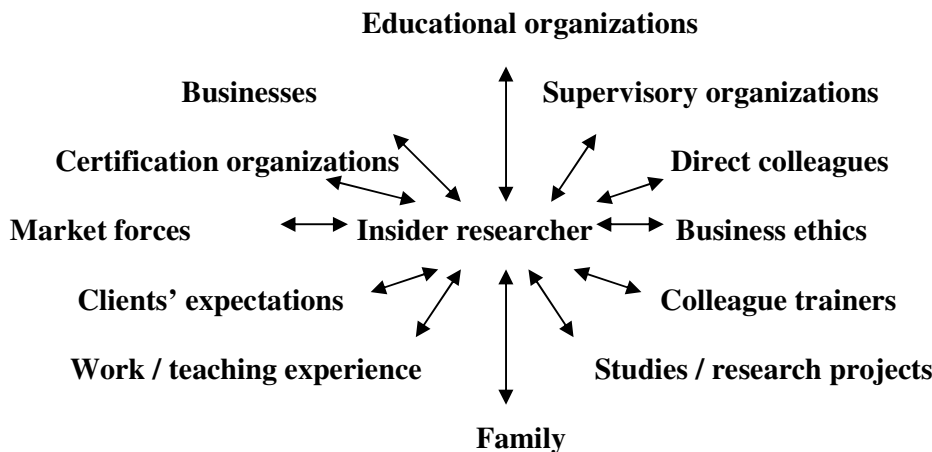 Educational organizations
Businesses Supervisory organizations
Certification organizations Direct colleagues
Market forces Insider researcher Business ethics
Clients’ expectations Colleague trainers
Work / teaching experience Studies / research projects
Family